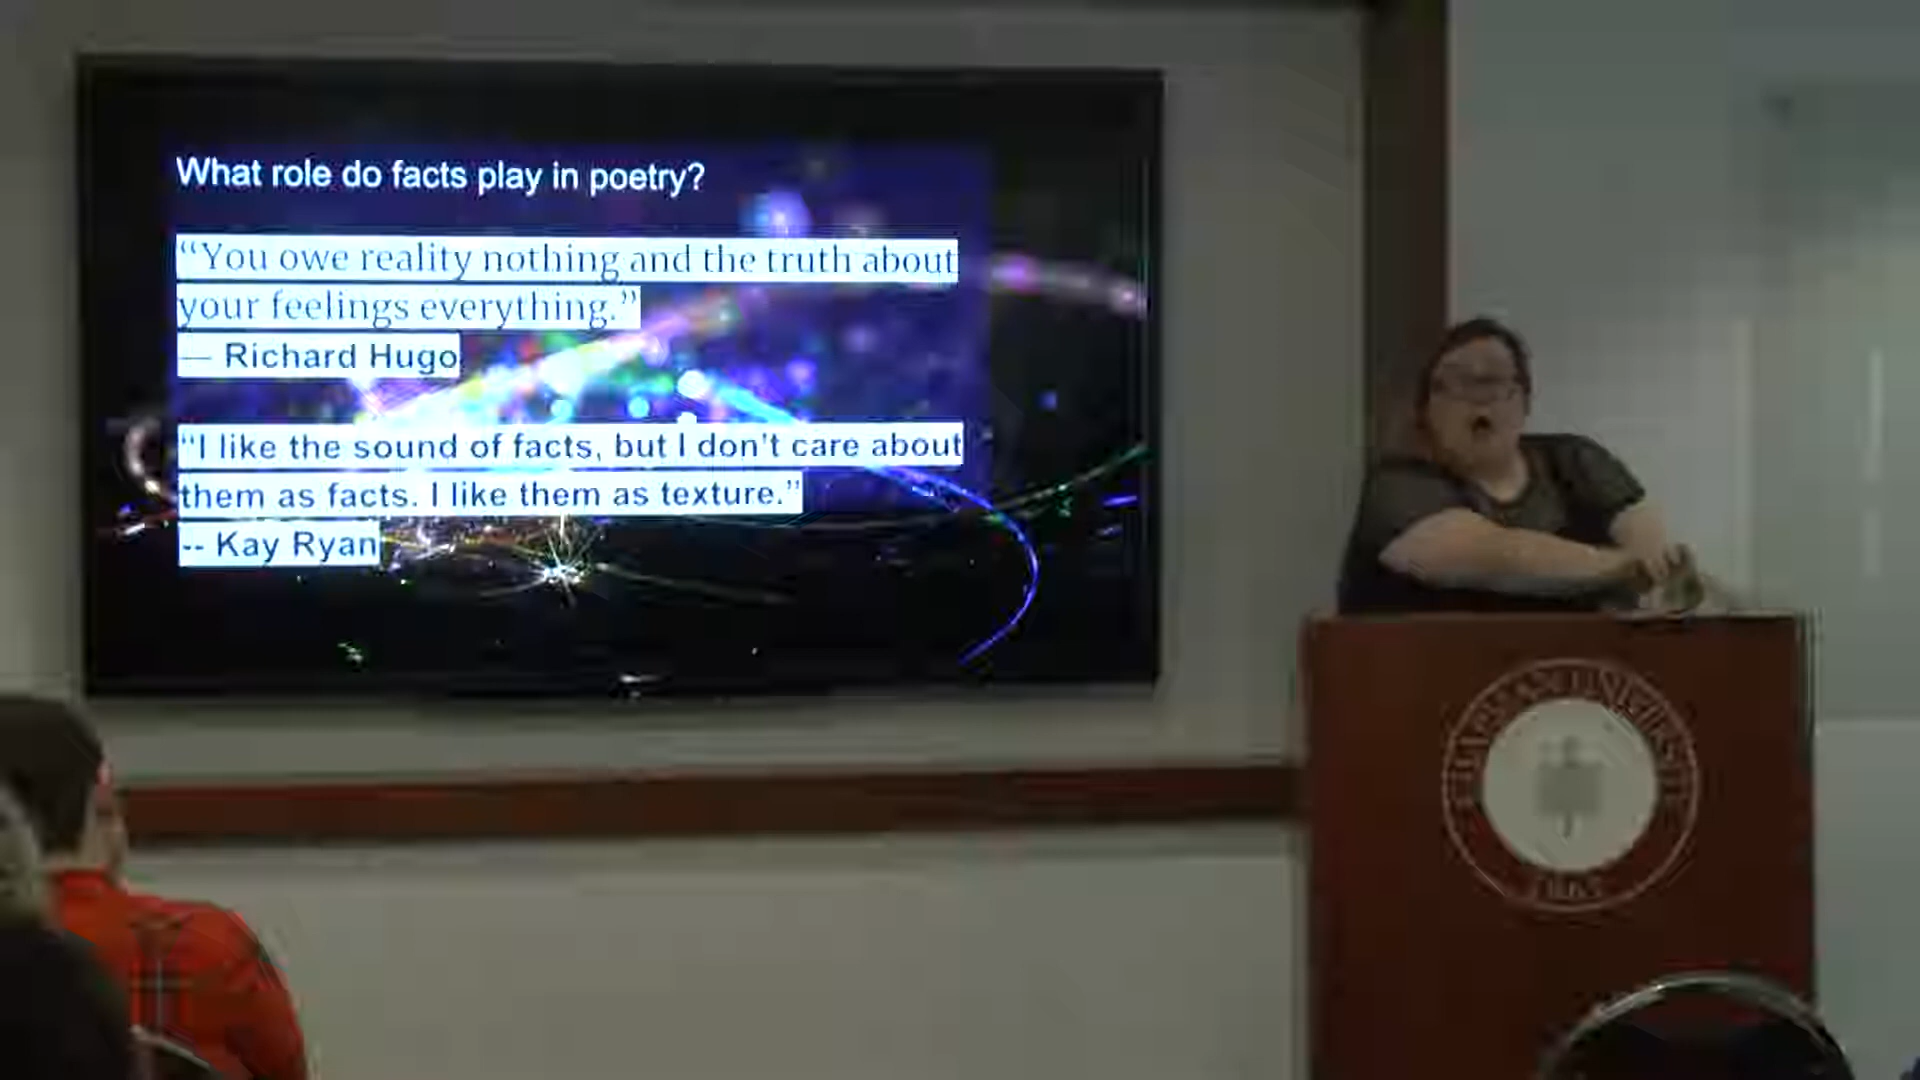 What role do facts play in poetry?
“You owe reality nothing and the truth about
your feelings everything.”
— Richard Hugo
“I like the sound of facts, but I don't care about
them as facts. I like them as texture.”
-- Kay Ryan
CHAPMAN UNIVERSITY